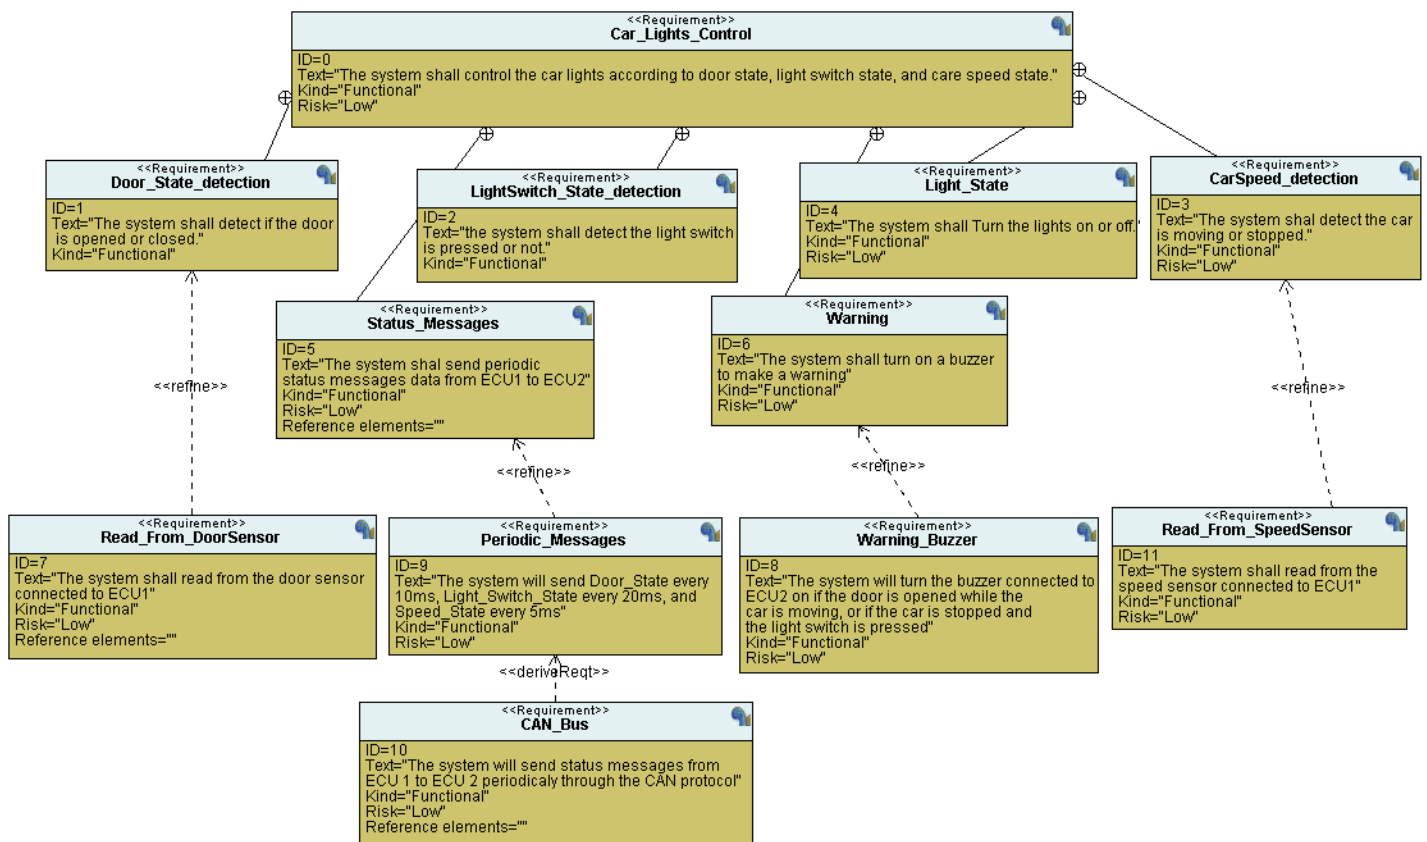 <<Requirement>>
Car_Lights_Control
ID=0
Text="The system shall control the car lights according to door state, light switch state, and care speed state."
Kind="Functional"
Risk="Low"
<<Requirement>>
Door_State_detection
ID=1
Text="The system shall detect if the door
is opened or closed."
Kind="Functional"
<<Requirement>>
LightSwitch_State_detection
ID=2
Text="the system shall detect the light switch
is pressed or not."
Kind="Functional"
<<Requirement>>
Light_State
ID=4
Text="The system shall Turn the lights on or off."
Kind="Functional"
Risk="Low"
<<Requirement>>
CarSpeed_detection
ID=3
Text="The system shal detect the car
is moving or stopped."
Kind="Functional"
Risk="Low"
<<Requirement>>
Status_Messages
ID=5
Text="The system shal send periodic
status messages data from ECU1 to ECU2"
Kind="Functional"
Risk="Low"
Reference elements=""
<<Requirement>>
Warning
ID=6
Text="The system shall turn on a buzzer
to make a warning"
Kind="Functional"
Risk="Low"
<<refine>>
<<refine>>
<<refine>>
<<refine>>
<<Requirement>>
Read_From_DoorSensor
ID=7
Text="The system shall read from the door sensor
connected to ECU1"
Kind="Functional"
Risk="Low"
Reference elements=""
<<Requirement>>
Periodic_Messages
ID=9
Text="The system will send Door_State every
10ms, Light_Switch_State every 20ms, and
Speed_State every 5ms"
Kind="Functional"
Risk="Low"
<<Requirement>>
Warning_Buzzer
ID=8
Text="The system will turn the buzzer connected to
ECU2 on if the door is opened while the
car is moving, or if the car is stopped and
the light switch is pressed"
Kind="Functional"
Risk="Low"
<<Requirement>>
Read_From_SpeedSensor
ID=11
Text="The system shall read from the
speed sensor connected to ECU1"
Kind="Functional"
Risk="Low"
<<deriveReqt>>
<<Requirement>>
CAN_Bus
ID=10
Text="The system will send status messages from
ECU 1 to ECU 2 periodicaly through the CAN protocol"
Kind="Functional"
Risk="Low"
Reference elements=""